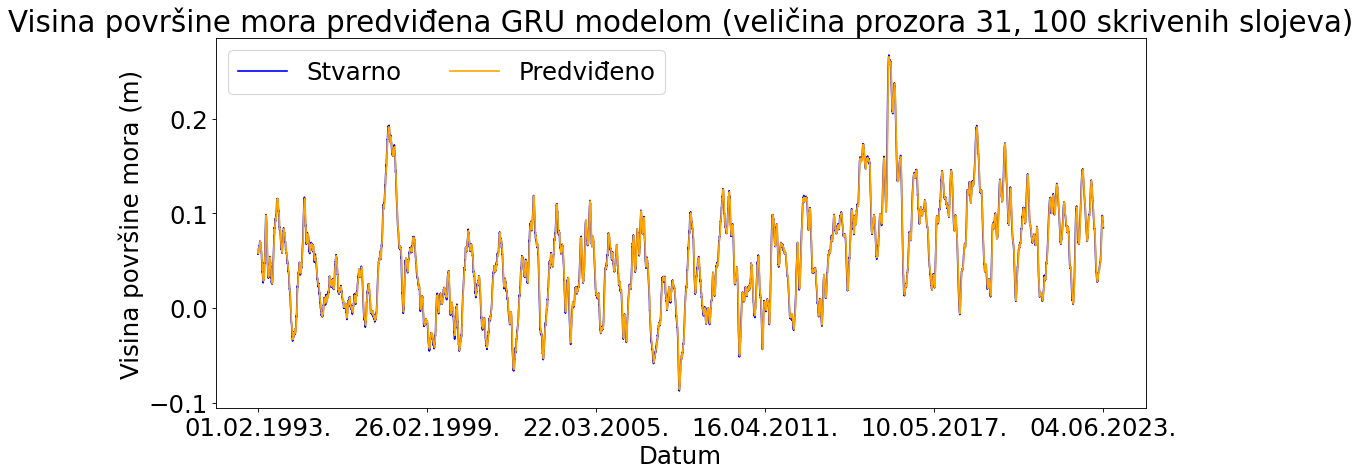 Visina površine mora predviđena GRU modelom (veličina prozora 31, 100 skrivenih slojeva)
Stvarno
Predviđeno
Visina površine mora (m)
0.2
0.1
0.0
−0.1
01.02.1993.
26.02.1999.
22.03.2005.
16.04.2011.
10.05.2017.
04.06.2023.
Datum